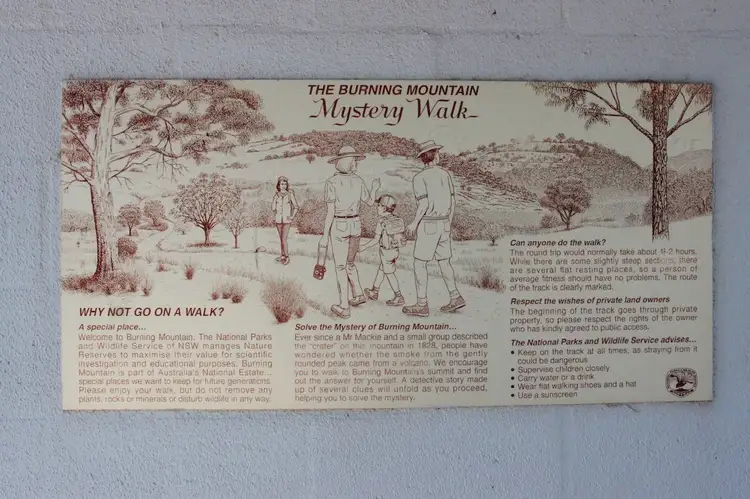 THE BURNING MOUNTAIN
Mystery Walk
WHY NOT GO ON A WALK?
A special place...
Welcome to Burning Mountain. The National Parks
and Wildlife Service of NSW manages Nature
Reserves to maximise their value for scientific
investigation and educational purposes. Burning
Mountain is part of Australia's National Estate...
special places we want to keep for future generations.
Please enjoy your walk, but do not remove any
plants, rocks or minerals or disturb wildlife in any way.
Solve the Mystery of Burning Mountain...
Ever since a Mr Mackie and a small group described
the "crater" on this mountain in 1828, people have
wondered whether the smoke from the gently
rounded peak came from a volcano. We encourage
you to walk to Burning Mountain's summit and find
out the answer for yourself. A detective story made
up of several clues will unfold as you proceed,
helping you to solve the mystery.
Can anyone do the walk?
The round trip would normally take about hours.
While there are some slightly steep sections, there
are several flat resting places, so a person of
average fitness should have no problems. The route
of the track is clearly marked.
Respect the wishes of private land owners
The beginning of the track goes through private
property, so please respect the rights of the owner
who has kindly agreed to public access.
The National Parks and Wildlife Service advises...
• Keep on the track at all times, as straying from it
could be dangerous
• Supervise children closely
• Carry water or a drink
• Wear flat walking shoes and a hat
• Use a sunscreen